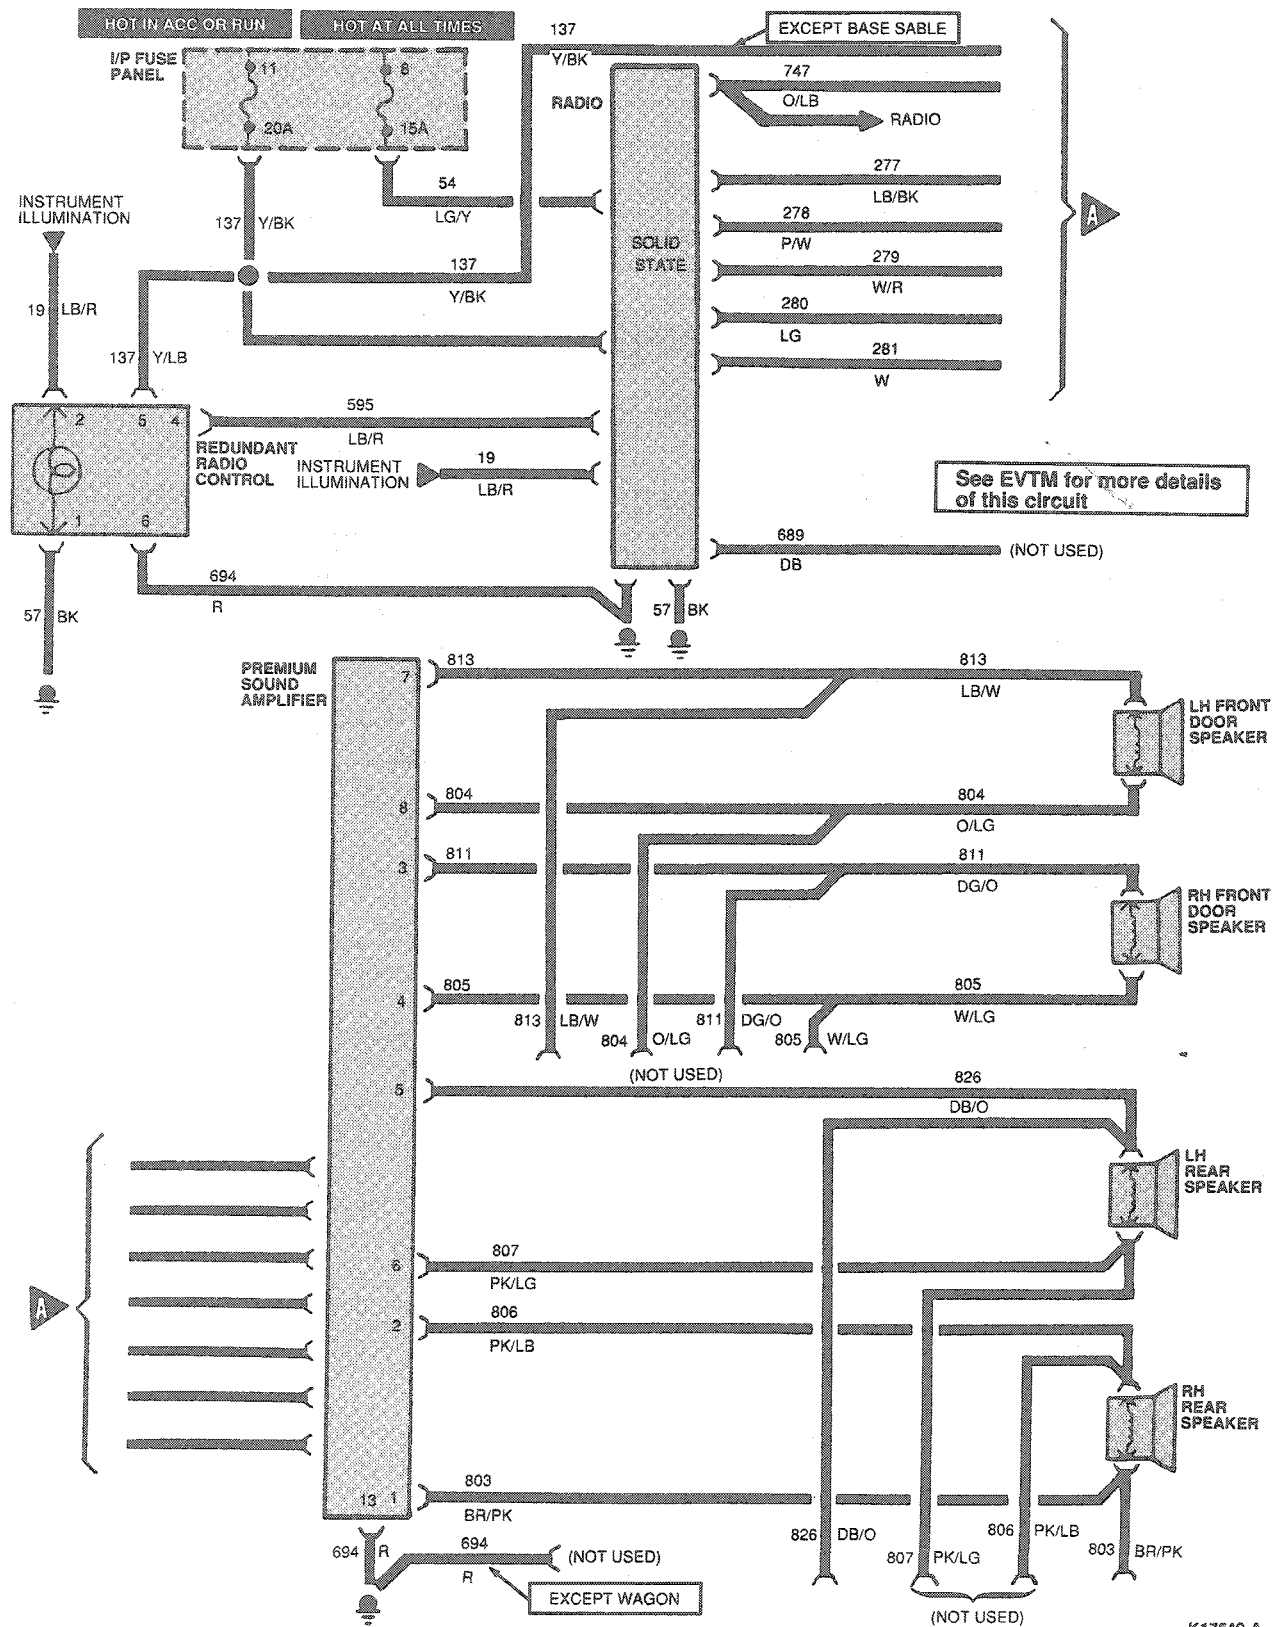 HOT IN ACC OR RUN
HOT AT ALL TIMES
137
Y/BK
EXCEPT BASE SABLE
I/P FUSE
PANEL
11
20A
8
15A
RADIO
747
O/LB
RADIO
54
LG/Y
277
LB/BK
INSTRUMENT
ILLUMINATION
137
Y/BK
278
P/W
A
SOLID
STATE
137
Y/BK
279
W/R
19
LB/R
280
LG
137
Y/LB
281
W
2
5
4
595
LB/R
REDUNDANT
RADIO
CONTROL
INSTRUMENT
ILLUMINATION
19
LB/R
See EVTM for more details
of this circuit
1
6
689
DB
(NOT USED)
694
R
57
BK
57
BK
PREMIUM
SOUND
AMPLIFIER
7
813
813
LB/W
LH FRONT
DOOR
SPEAKER
8
804
804
O/LG
3
811
811
DG/O
RH FRONT
DOOR
SPEAKER
4
805
805
W/LG
813
LB/W
804
O/LG
811
DG/O
805
W/LG
(NOT USED)
5
826
DB/O
LH
REAR
SPEAKER
6
807
PK/LG
A
2
806
PK/LB
RH
REAR
SPEAKER
13
1
803
BR/PK
694
R
694
R
(NOT USED)
EXCEPT WAGON
826
DB/O
807
PK/LG
806
PK/LB
803
BR/PK
(NOT USED)